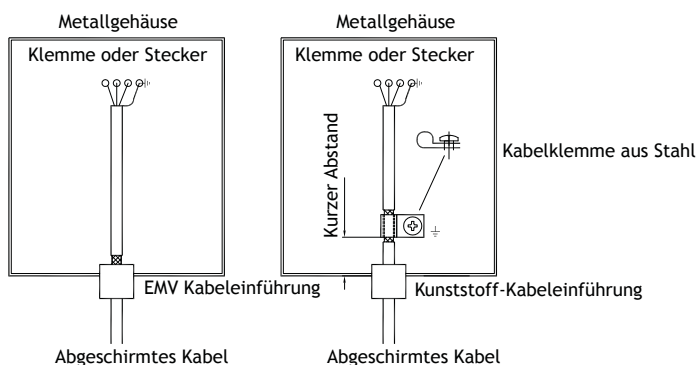 Metallgehäuse
Klemme oder Stecker
EMV Kabeleinführung
Abgeschirmtes Kabel
Metallgehäuse
Klemme oder Stecker
Kabelklemme aus Stahl
Kurzer Abstand
Kunststoff-Kabeleinführung
Abgeschirmtes Kabel